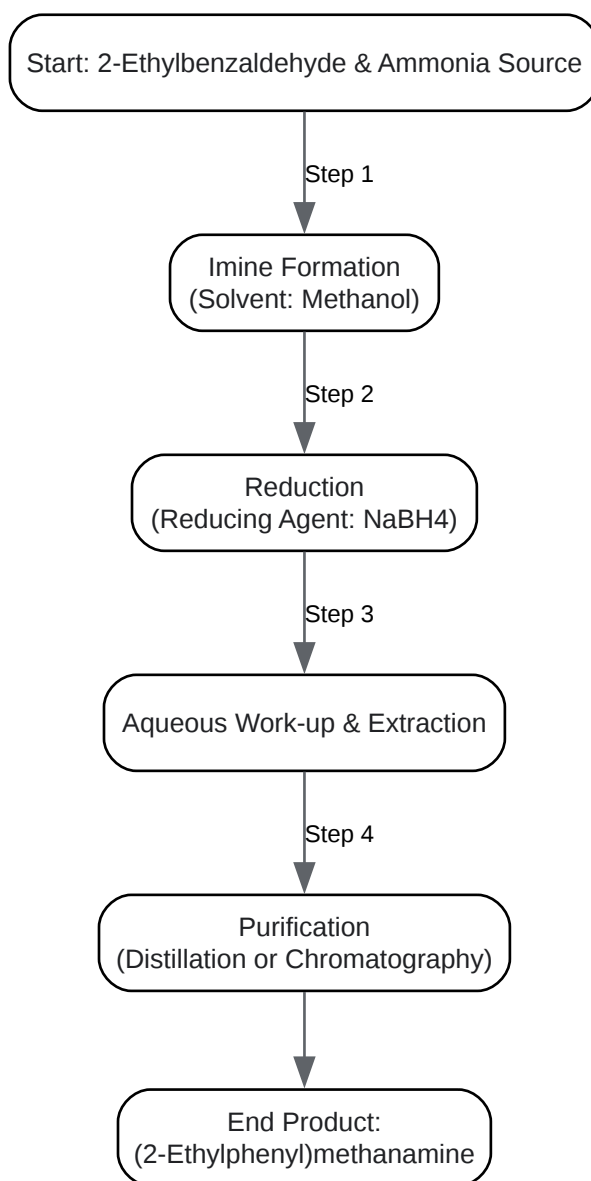 Start: 2-Ethylbenzaldehyde & Ammonia Source
Step 1
Imine Formation
(Solvent: Methanol)
Step 2
Reduction
(Reducing Agent: NaBH4)
Step 3
Aqueous Work-up & Extraction
Step 4
Purification
(Distillation or Chromatography)
End Product:
(2-Ethylphenyl)methanamine